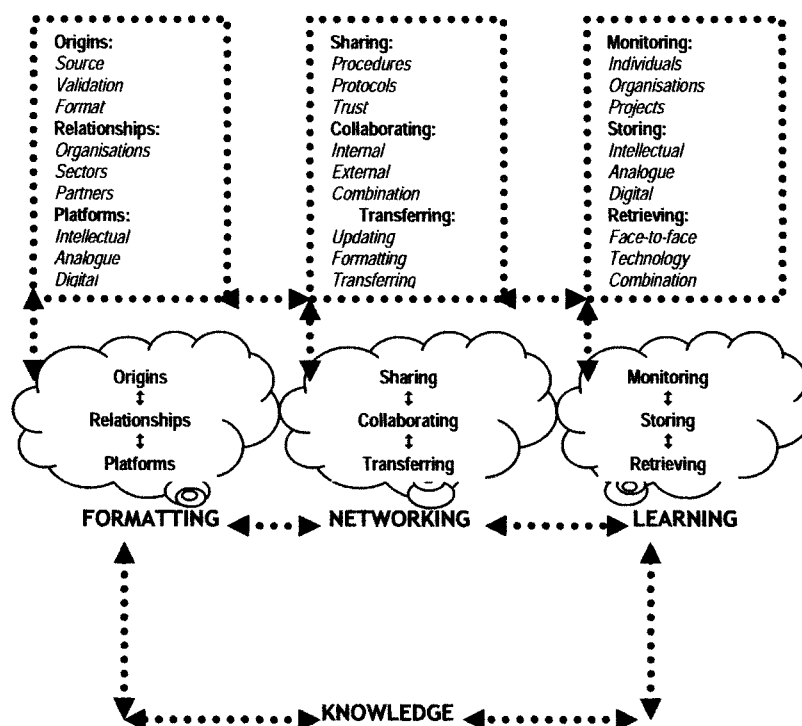 Origins:
Source
Validation
Format
Relationships:
Organisations
Sectors
Partners
Platforms:
Intellectual
Analogue
Digital
Sharing:
Procedures
Protocols
Trust
Collaborating:
Internal
External
Combination
Transferring:
Updating
Formatting
Transferring
Monitoring:
Individuals
Organisations
Projects
Storing:
Intellectual
Analogue
Digital
Retrieving:
Face-to-face
Technology
Combination
Origins
Relationships
Platforms
Sharing
Collaborating
Transferring
Monitoring
Storing
Retrieving
FORMATTING
NETWORKING
LEARNING
KNOWLEDGE